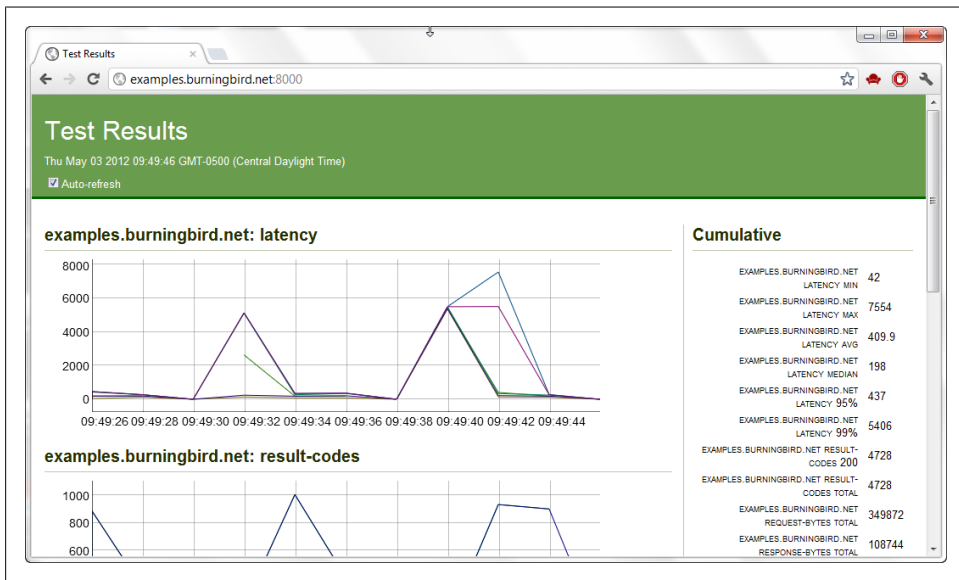 Test Results
examples.burningbird.net:8000
Test Results
Thu May 03 2012 09:49:46 GMT-0500 (Central Daylight Time)
Auto-refresh
examples.burningbird.net: latency
8000
6000
4000
2000
0
09:49:26 09:49:28 09:49:30 09:49:32 09:49:34 09:49:36 09:49:38 09:49:40 09:49:42 09:49:44
examples.burningbird.net: result-codes
1000
800
600
Cumulative
EXAMPLES.BURNINGBIRD.NET
LATENCY MIN 42
EXAMPLES.BURNINGBIRD.NET
LATENCY MAX 7554
EXAMPLES.BURNINGBIRD.NET
LATENCY AVG 409.9
EXAMPLES.BURNINGBIRD.NET
LATENCY MEDIAN 198
EXAMPLES.BURNINGBIRD.NET
LATENCY 95% 437
EXAMPLES.BURNINGBIRD.NET
LATENCY 99% 5406
EXAMPLES.BURNINGBIRD.NET RESULT-
CODES 200 4728
EXAMPLES.BURNINGBIRD.NET RESULT-
CODES TOTAL 4728
EXAMPLES.BURNINGBIRD.NET
REQUEST-BYTES TOTAL 349872
EXAMPLES.BURNINGBIRD.NET
RESPONSE-BYTES TOTAL 108744